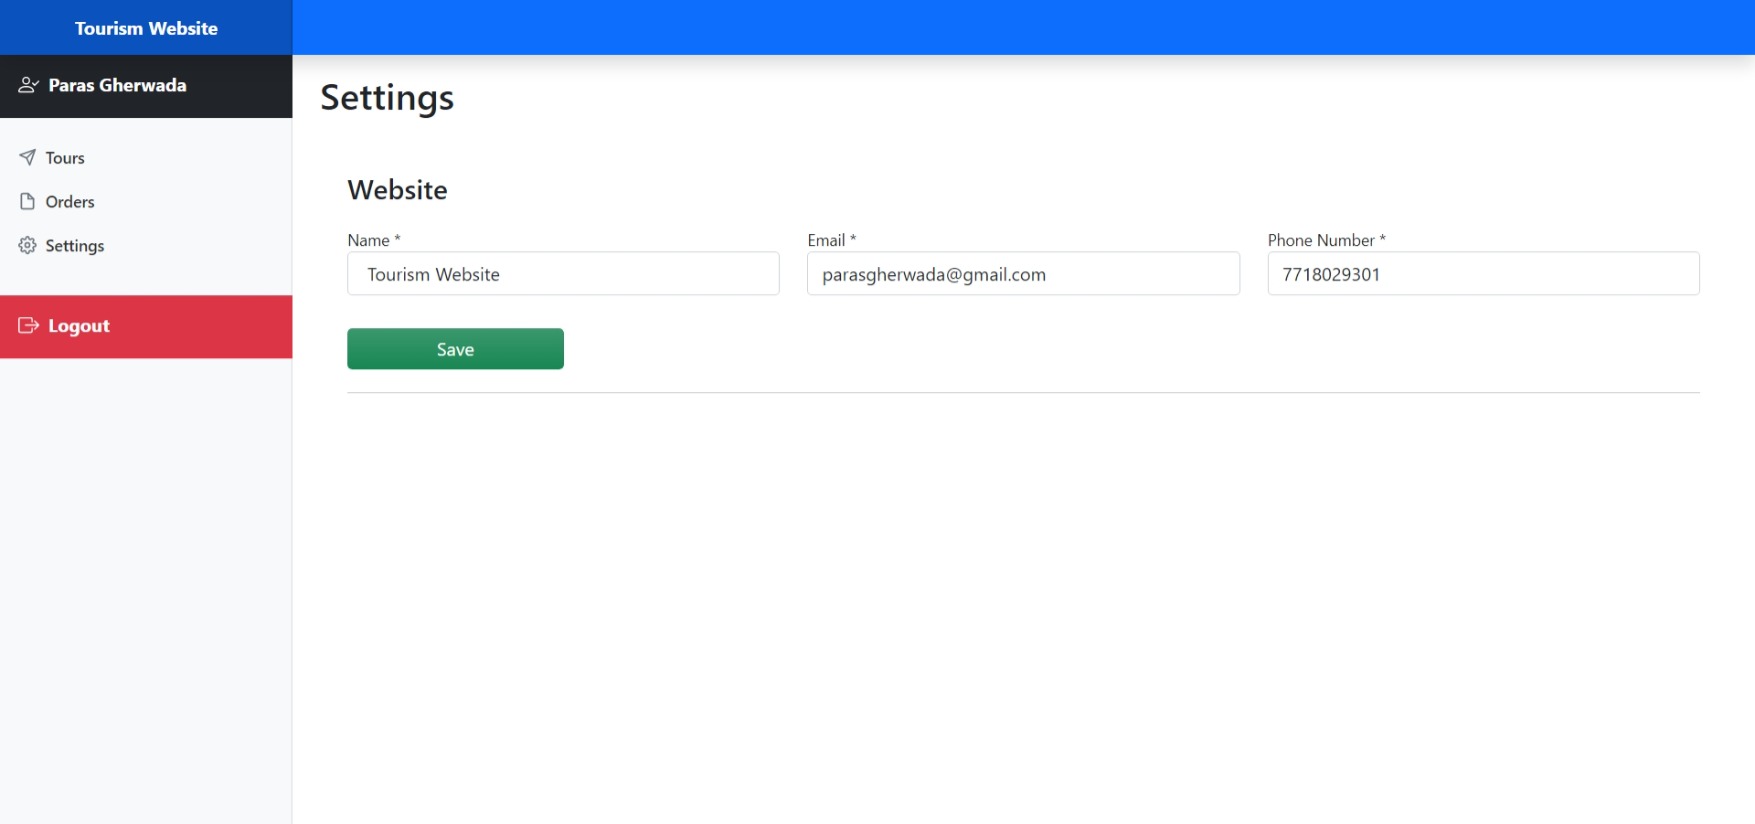 Tourism Website
Paras Gherwada
Tours
Orders
Settings
Logout
Settings
Website
Name * Email * Phone Number *
Tourism Website parasgherwada@gmail.com 7718029301
Save